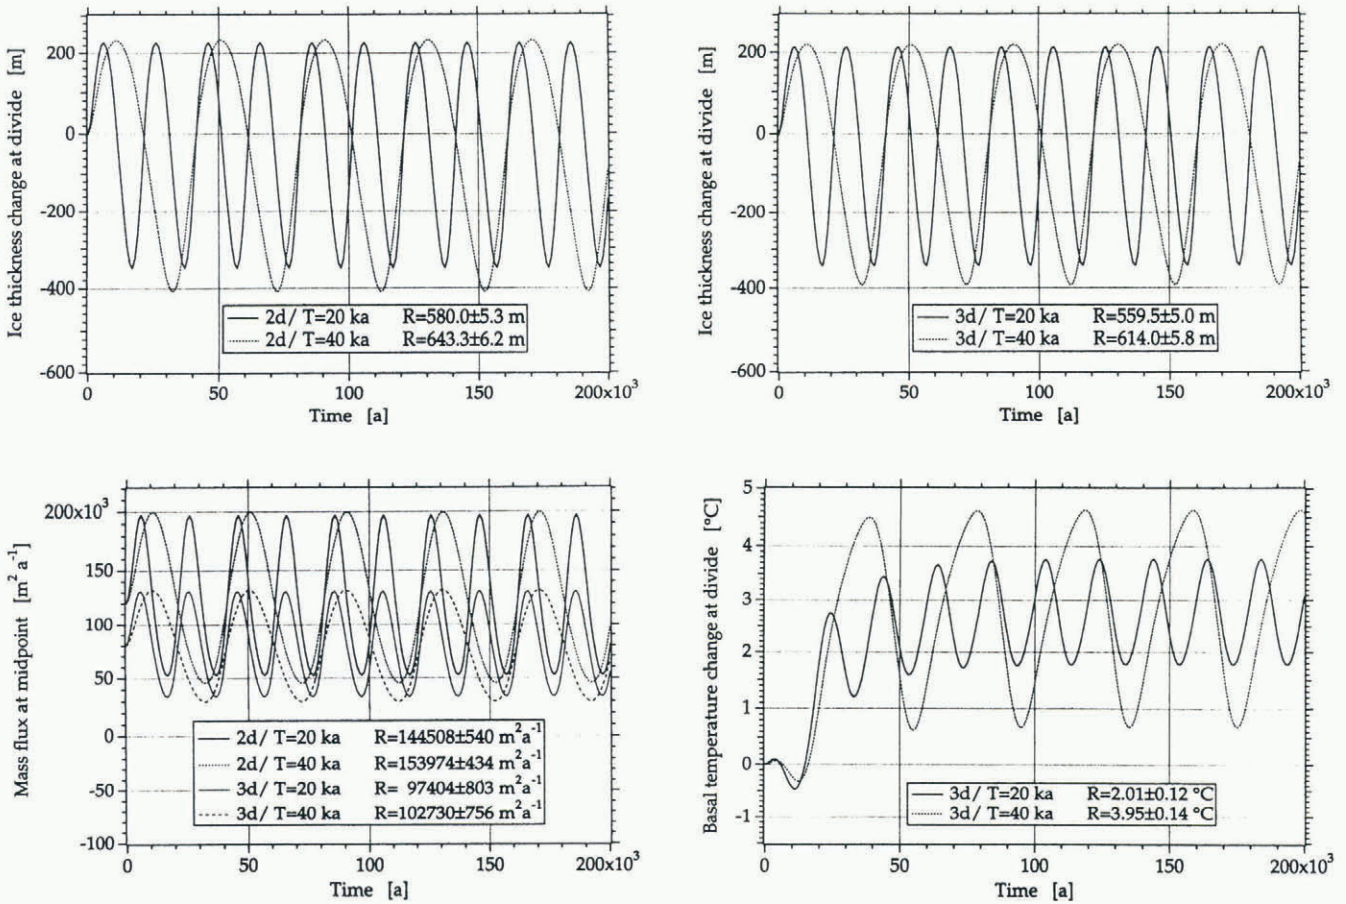 Ice thickness change at divide [m]
200
0
-200
-400
-600
2d/ T=20 ka R=580.0±5.3 m
2d/ T=40 ka R=643.3±6.2 m
0 50 100 150 200x10³
Time [a]
Ice thickness change at divide [m]
200
0
-200
-400
-600
3d/ T=20 ka R=559.5±5.0 m
3d/ T=40 ka R=614.0±5.8 m
0 50 100 150 200x10³
Time [a]
Mass flux at midpoint [m² a⁻¹]
200x10³
150
100
50
0
-50
-100
2d/ T=20 ka R=144508±540 m²a⁻¹
2d/ T=40 ka R=153974±434 m²a⁻¹
3d/ T=20 ka R= 97404±803 m²a⁻¹
3d/ T=40 ka R=102730±756 m²a⁻¹
0 50 100 150 200x10³
Time [a]
Basal temperature change at divide [°C]
5
4
3
2
1
0
-1
3d/ T=20 ka R=2.01±0.12 °C
3d/ T=40 ka R=3.95±0.14 °C
0 50 100 150 200x10³
Time [a]